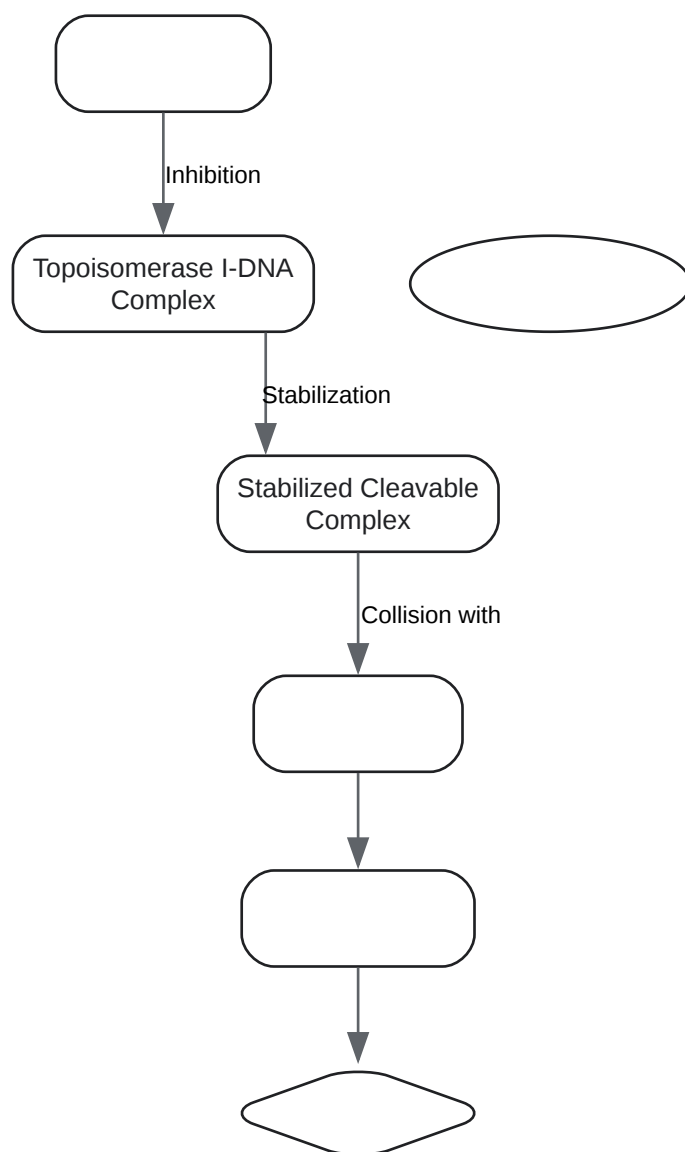 Inhibition
Topoisomerase I-DNA
Complex
Stabilization
Stabilized Cleavable
Complex
Collision with